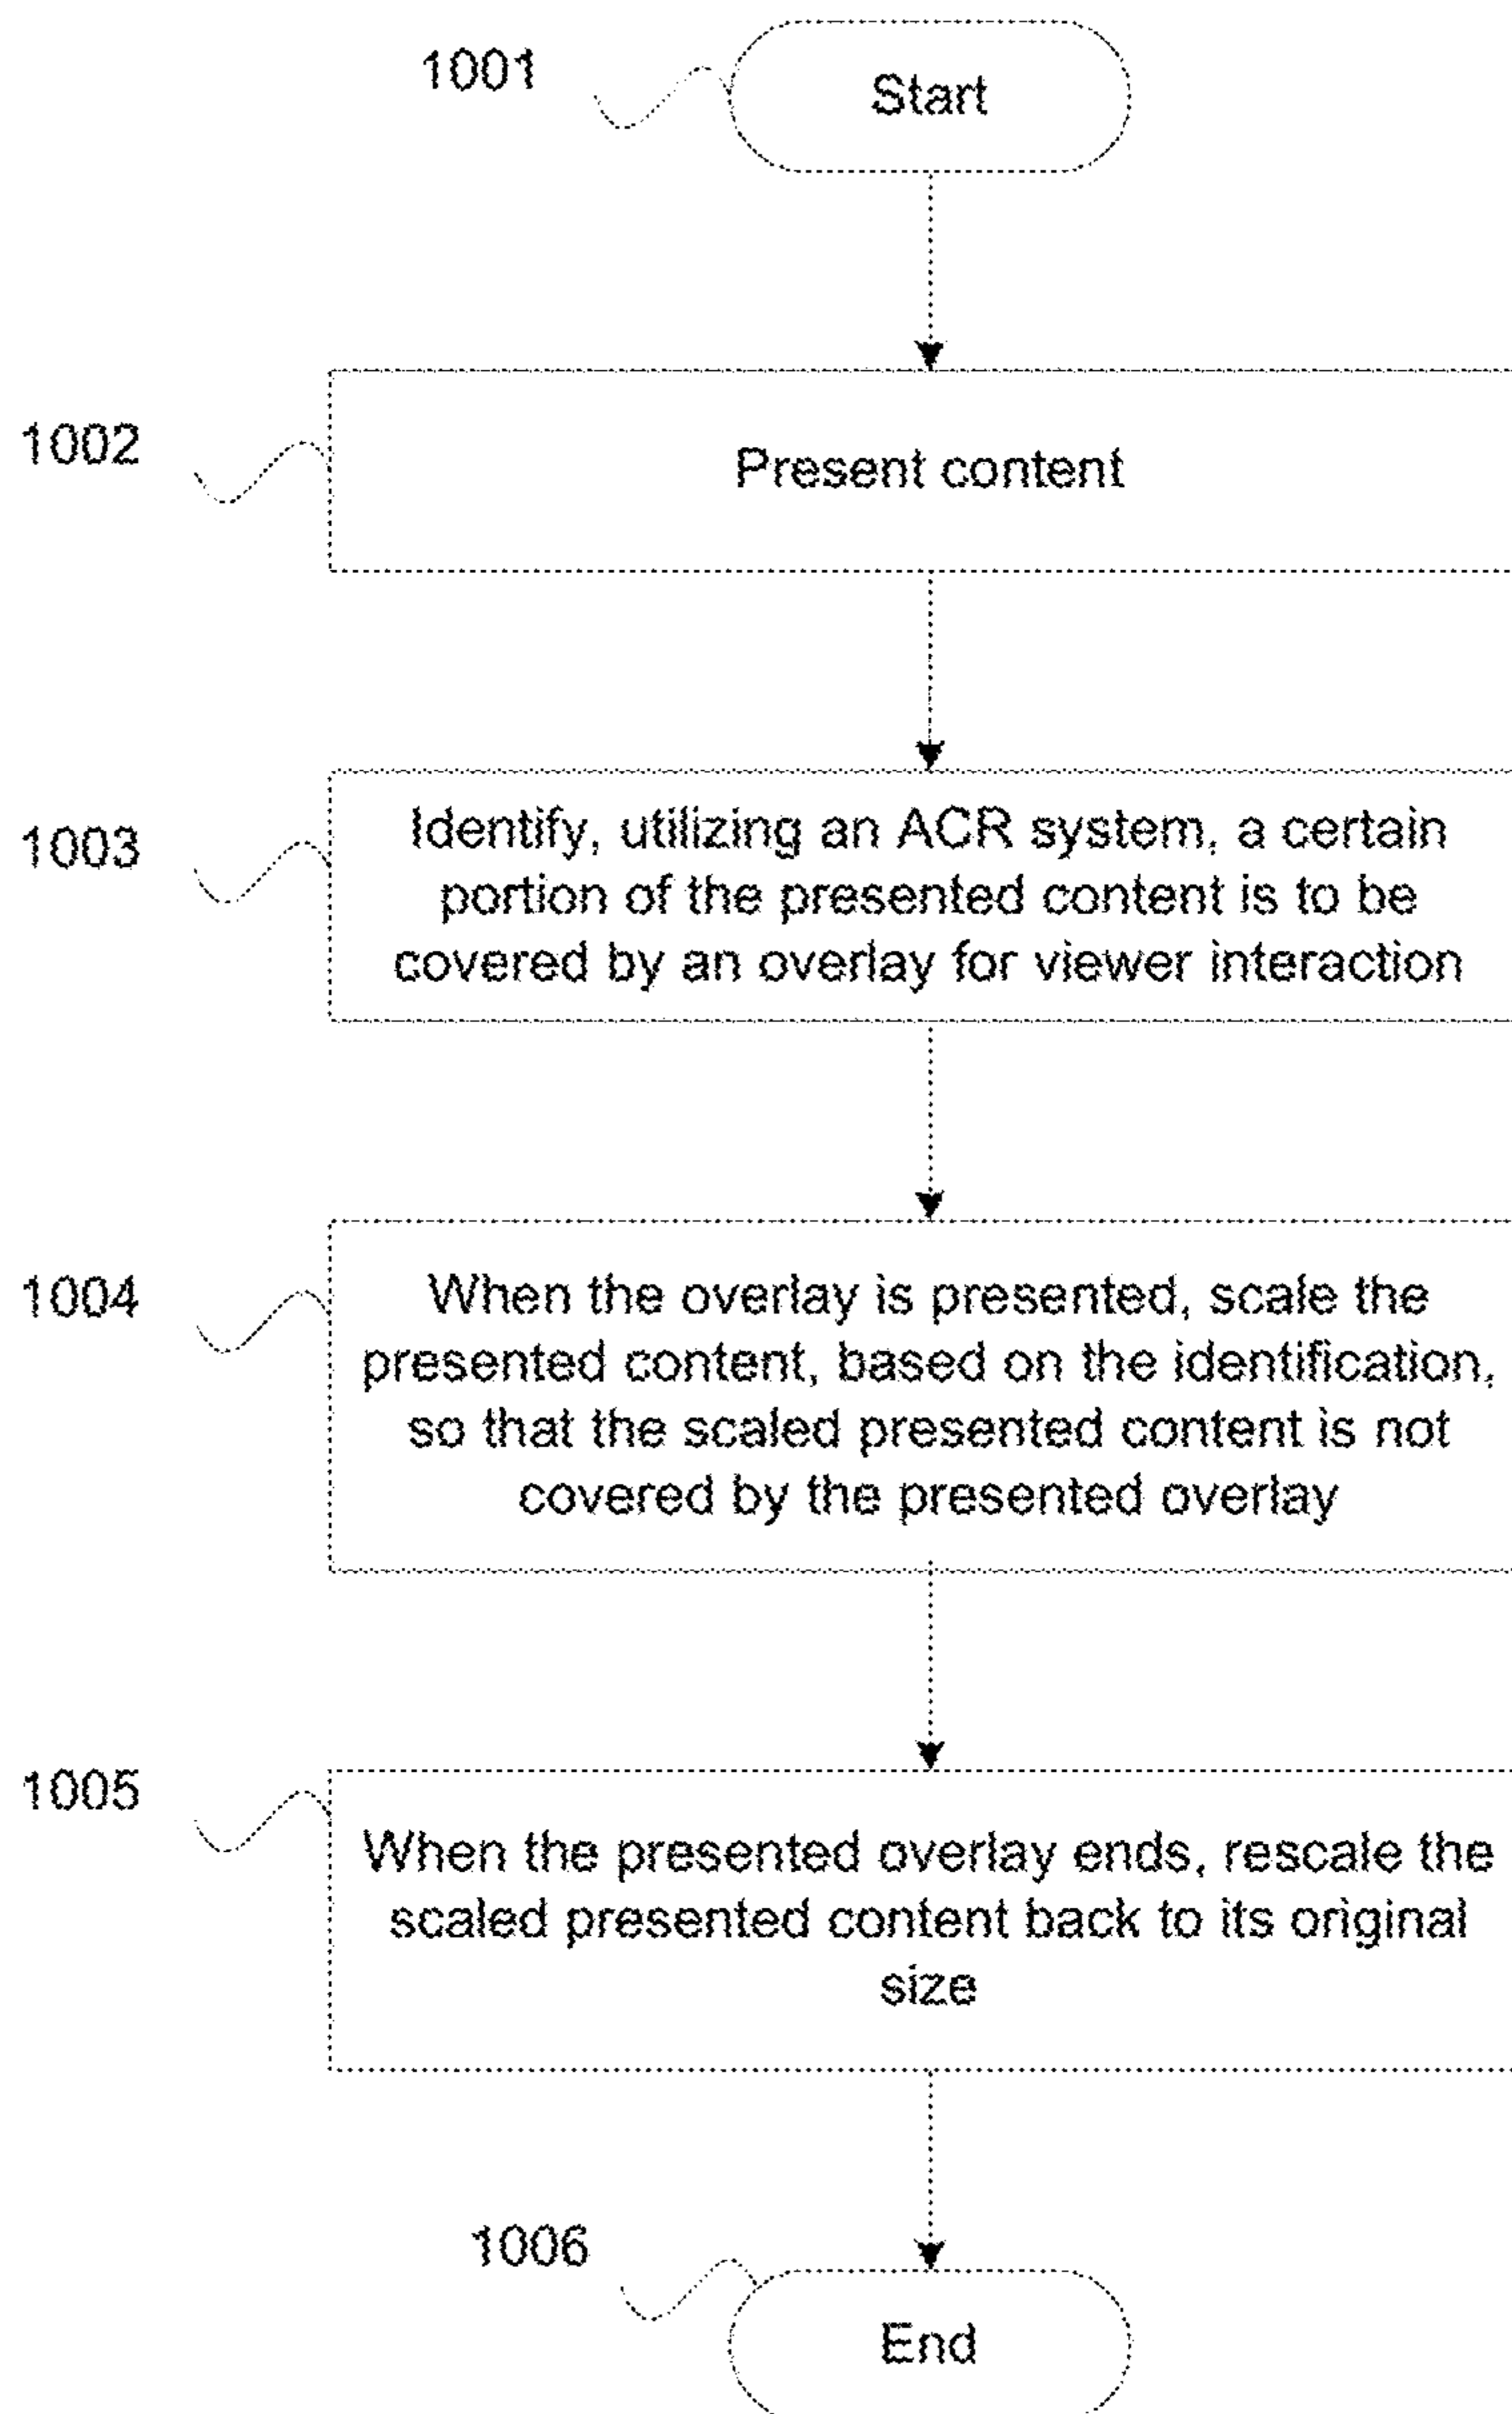 1001
Start
1002
Present content
1003
Identify, utilizing an ACR system, a certain
portion of the presented content is to be
covered by an overlay for viewer interaction
1004
When the overlay is presented, scale the
presented content, based on the identification,
so that the scaled presented content is not
covered by the presented overlay
1005
When the presented overlay ends, rescale the
scaled presented content back to its original
size
1006
End